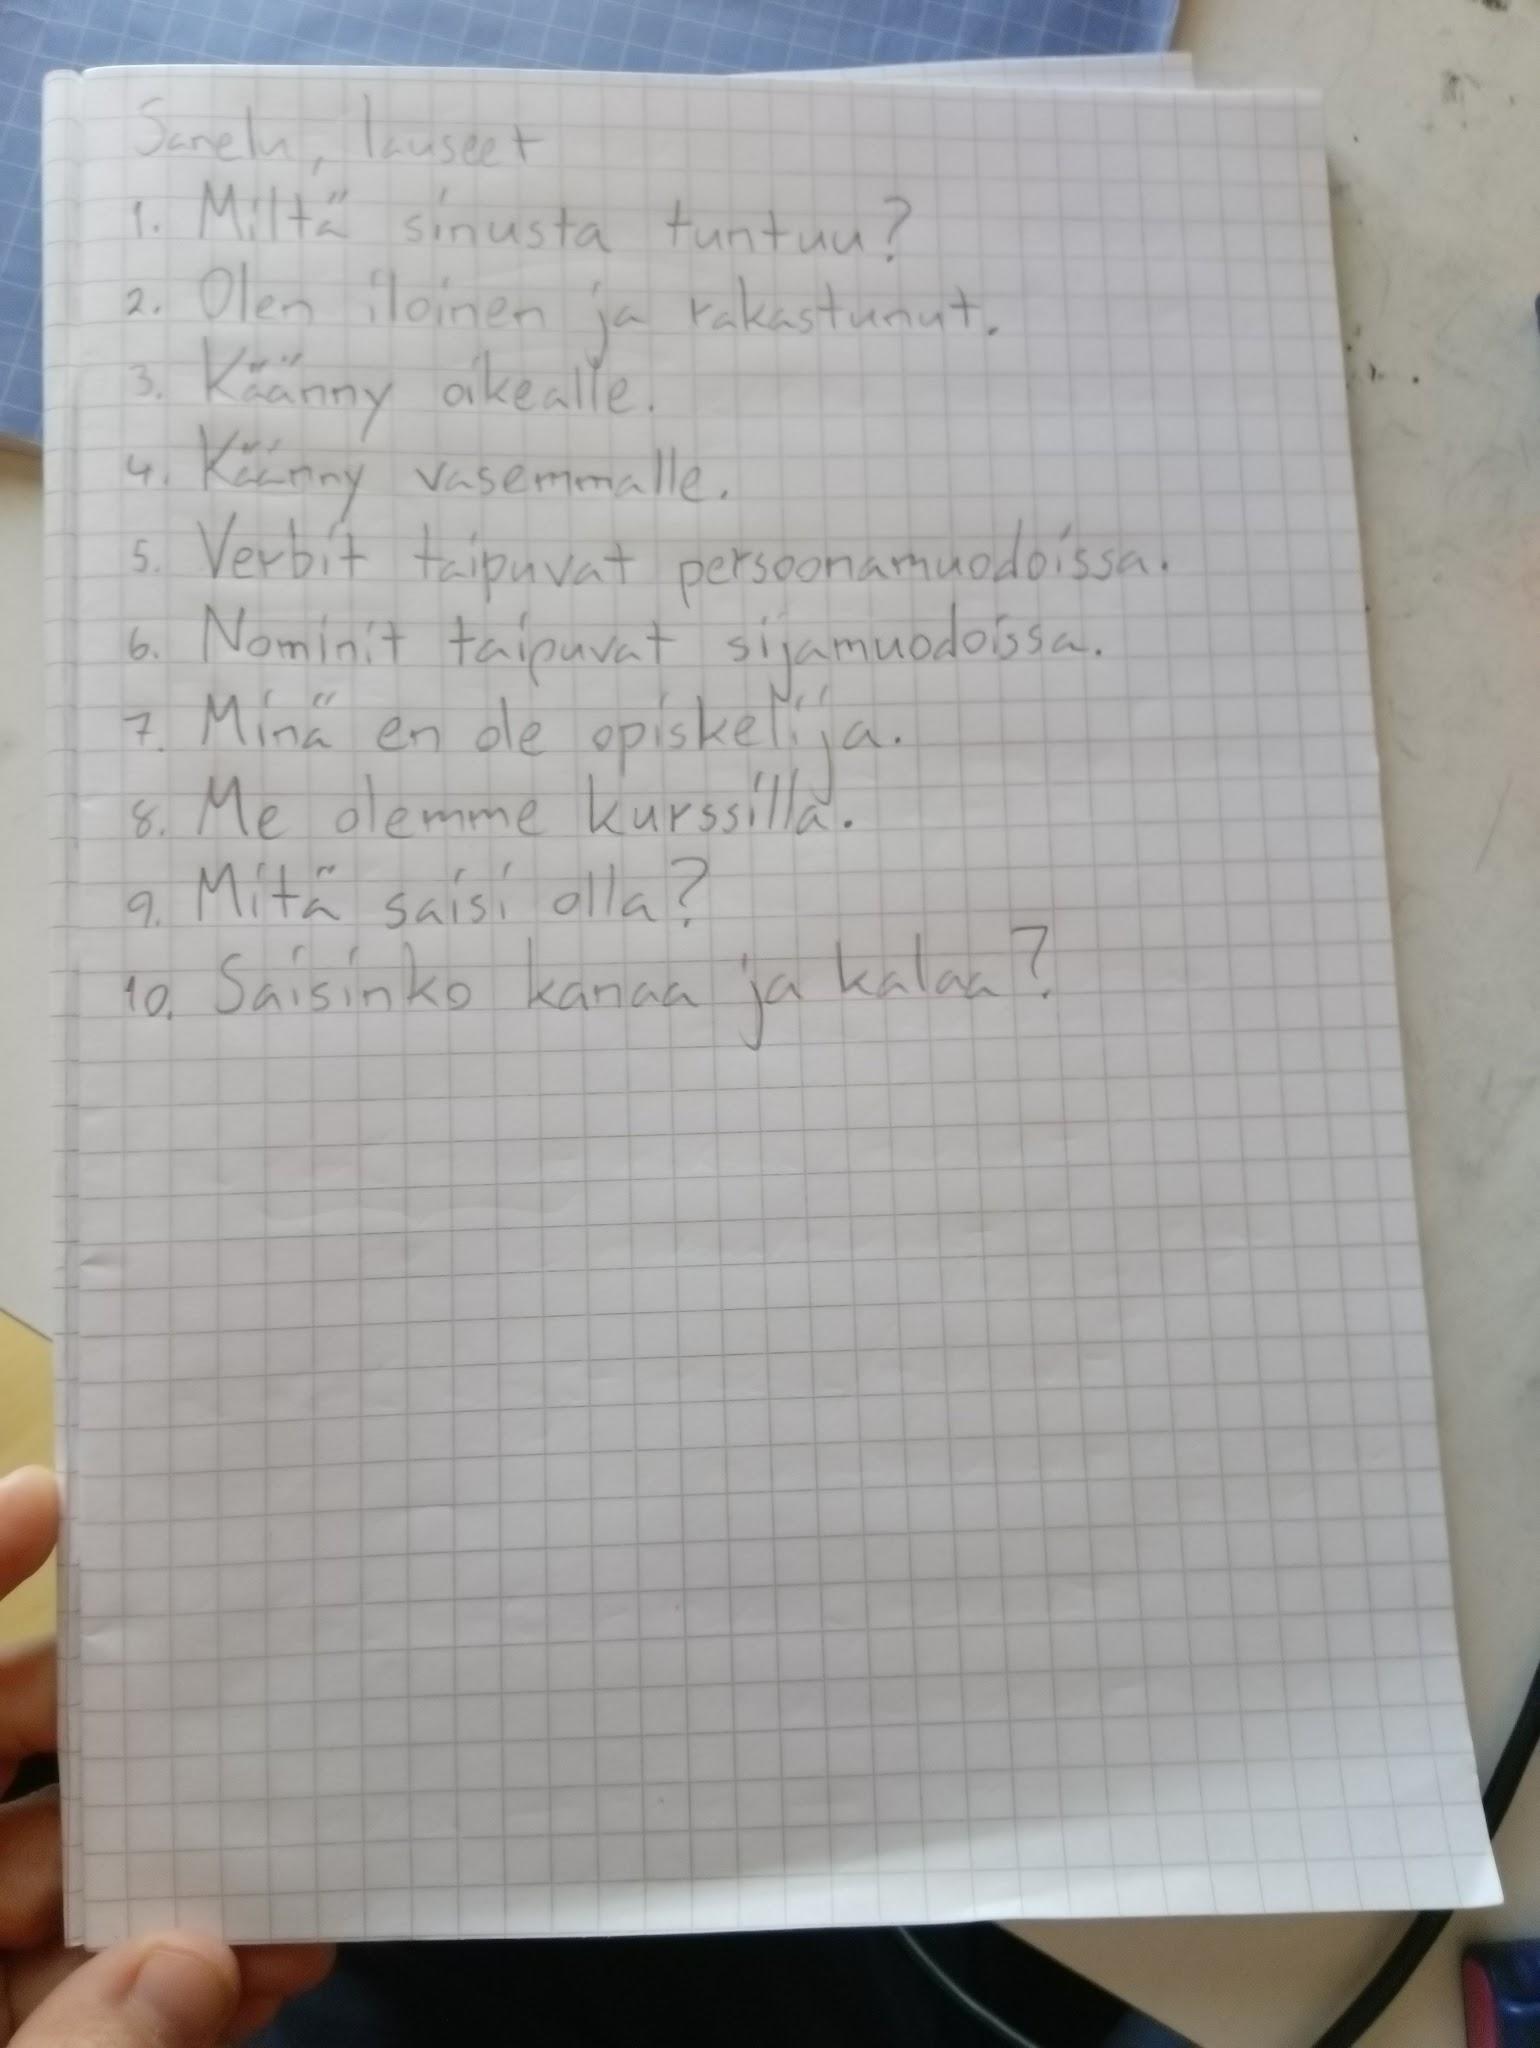 Sanelu, lauseet
1. Miltä sinusta tuntuu?
2. Olen iloinen ja rakastunut.
3. Käänny oikealle.
4. Käänny vasemmalle.
5. Verbit taipuvat persoonamuodoissa.
6. Nominit taipuvat sijamuodoissa.
7. Minä en ole opiskelija.
8. Me olemme kurssilla.
9. Mitä saisi olla?
10. Saisinko kanaa ja kalaa?